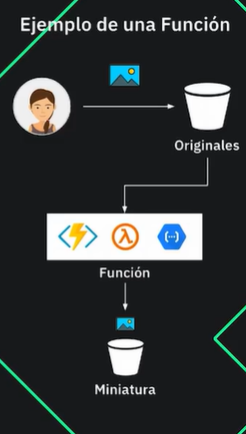 Ejemplo de una Función
Originales
Función
Miniatura